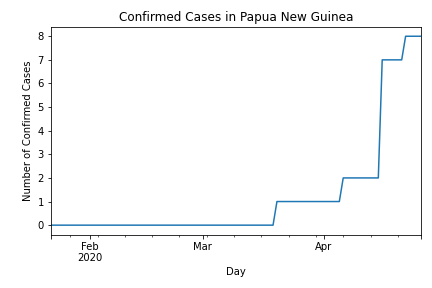 Confirmed Cases in Papua New Guinea
Number of Confirmed Cases
8
7
6
5
4
3
2
1
0
Feb
2020
Mar
Apr
Day